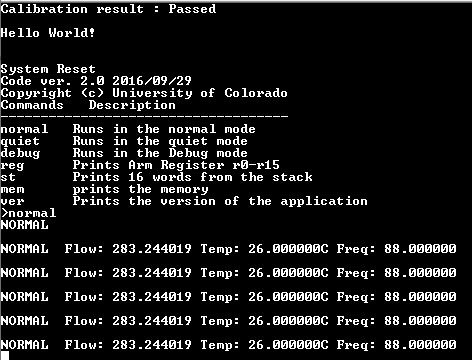 Calibration result : Passed
Hello World!
System Reset
Code ver. 2.0 2016/09/29
Copyright (c) University of Colorado
Commands   Description
------------------------------------
normal   Runs in the normal mode
quiet    Runs in the quiet mode
debug    Runs in the Debug mode
reg      Prints Arm Register r0-r15
st       Prints 16 words from the stack
mem      prints the memory
ver      Prints the version of the application
>normal
NORMAL
NORMAL  Flow: 283.244019 Temp: 26.000000C Freq: 88.000000
NORMAL  Flow: 283.244019 Temp: 26.000000C Freq: 88.000000
NORMAL  Flow: 283.244019 Temp: 26.000000C Freq: 88.000000
NORMAL  Flow: 283.244019 Temp: 26.000000C Freq: 88.000000
NORMAL  Flow: 283.244019 Temp: 26.000000C Freq: 88.000000